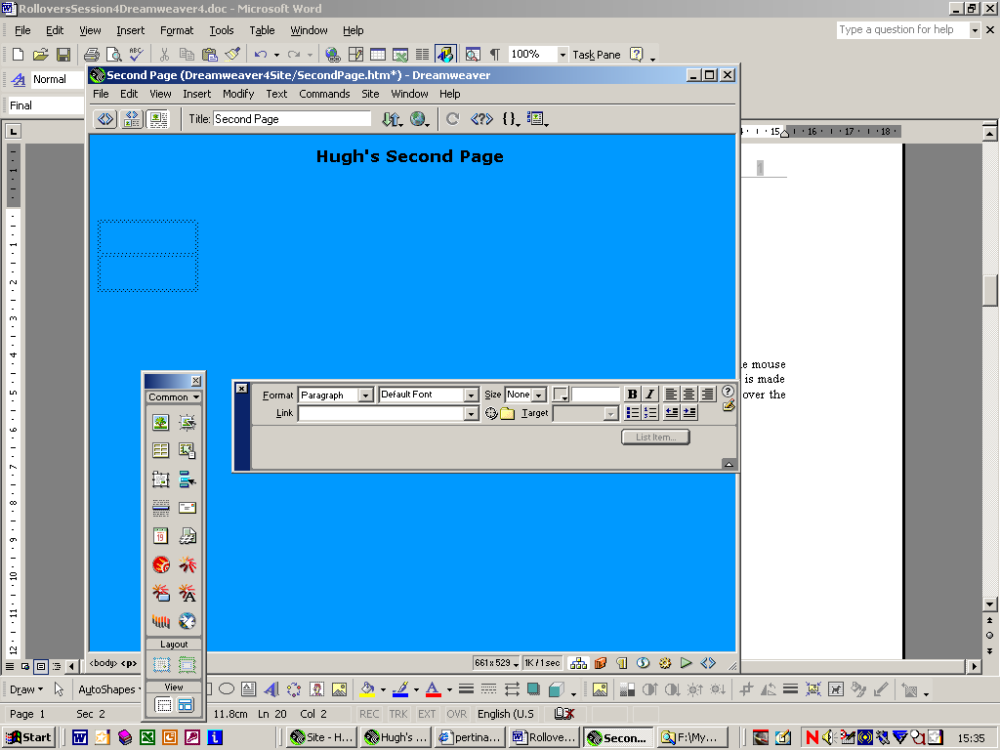 RolloversSession4Dreamweaver4.doc - Microsoft Word
File Edit View Insert Format Tools Table Window Help
Type a question for help
100% Task Pane
Normal
Final
Second Page (Dreamweaver4Site/SecondPage.htm*) - Dreamweaver
File Edit View Insert Modify Text Commands Site Window Help
Title: Second Page
15 16 17 18
Hugh's Second Page
1
e mouse
is made
over the
Common
Format Paragraph Default Font Size None B I
Link Target
List Item...
19
Layout
View
<body> <p>
661 x 529 1K / 1 sec
Draw AutoShapes
Page 1 Sec 2 11.8cm Ln 20 Col 2 REC TRK EXT OVR English (U.S
Start Site - H... Hugh's ... pertina... Rollove... Secon... F:\My... 15:35